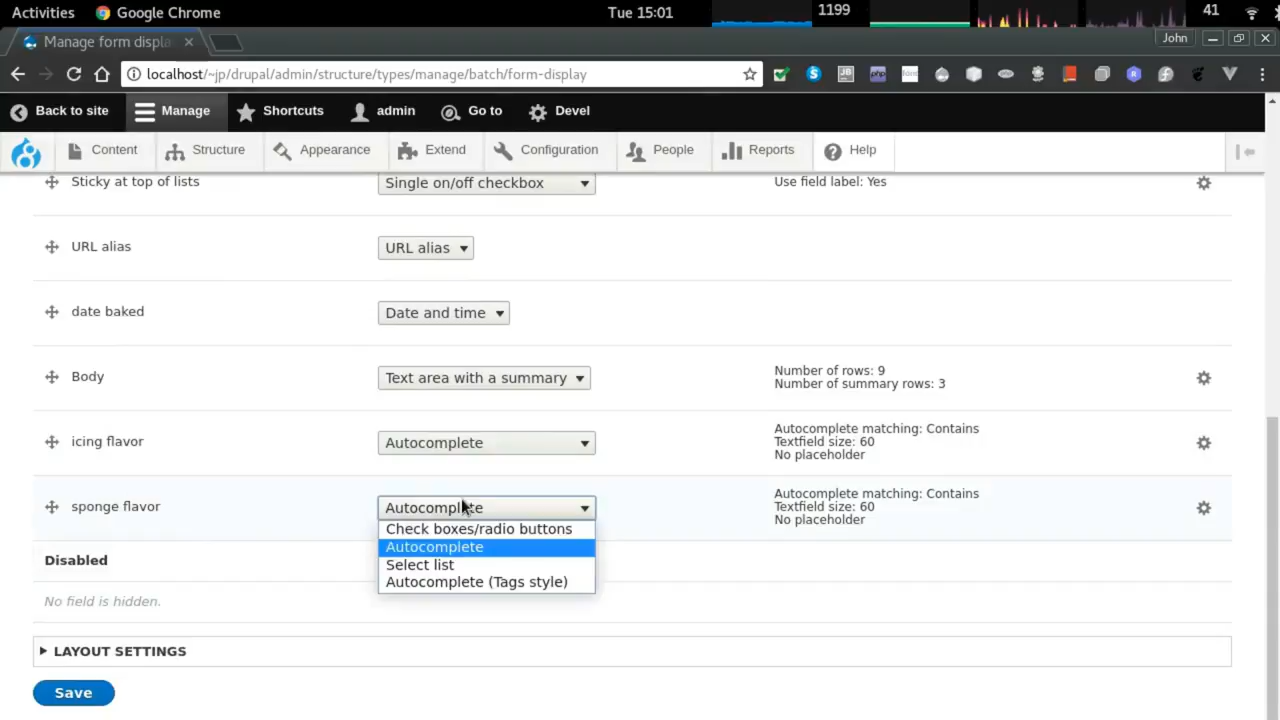 Activities Google Chrome Tue 15:01 1199 41
Manage form displa John
localhost/~jp/drupal/admin/structure/types/manage/batch/form-display
Back to site Manage Shortcuts admin Go to Devel
Content Structure Appearance Extend Configuration People Reports Help
Sticky at top of lists Single on/off checkbox Use field label: Yes
URL alias URL alias
date baked Date and time
Body Text area with a summary Number of rows: 9
Number of summary rows: 3
icing flavor Autocomplete Autocomplete matching: Contains
Textfield size: 60
No placeholder
sponge flavor Autocomplete Autocomplete matching: Contains
Textfield size: 60
No placeholder
Check boxes/radio buttons
Autocomplete
Select list
Autocomplete (Tags style)
Disabled
No field is hidden.
LAYOUT SETTINGS
Save